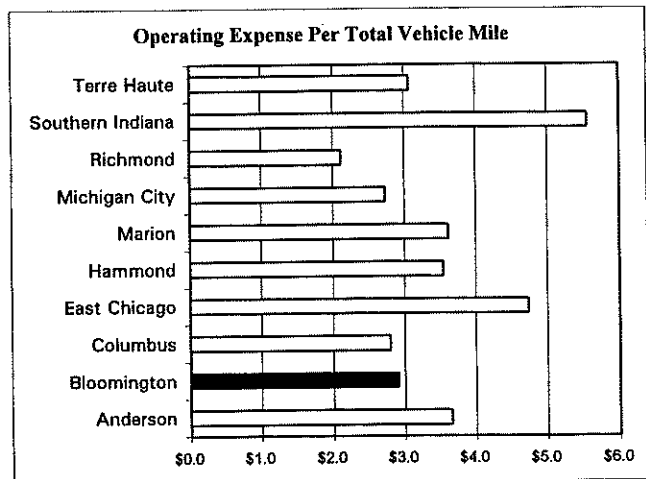 Operating Expense Per Total Vehicle Mile
Terre Haute
Southern Indiana
Richmond
Michigan City
Marion
Hammond
East Chicago
Columbus
Bloomington
Anderson
$0.0 $1.0 $2.0 $3.0 $4.0 $5.0 $6.0